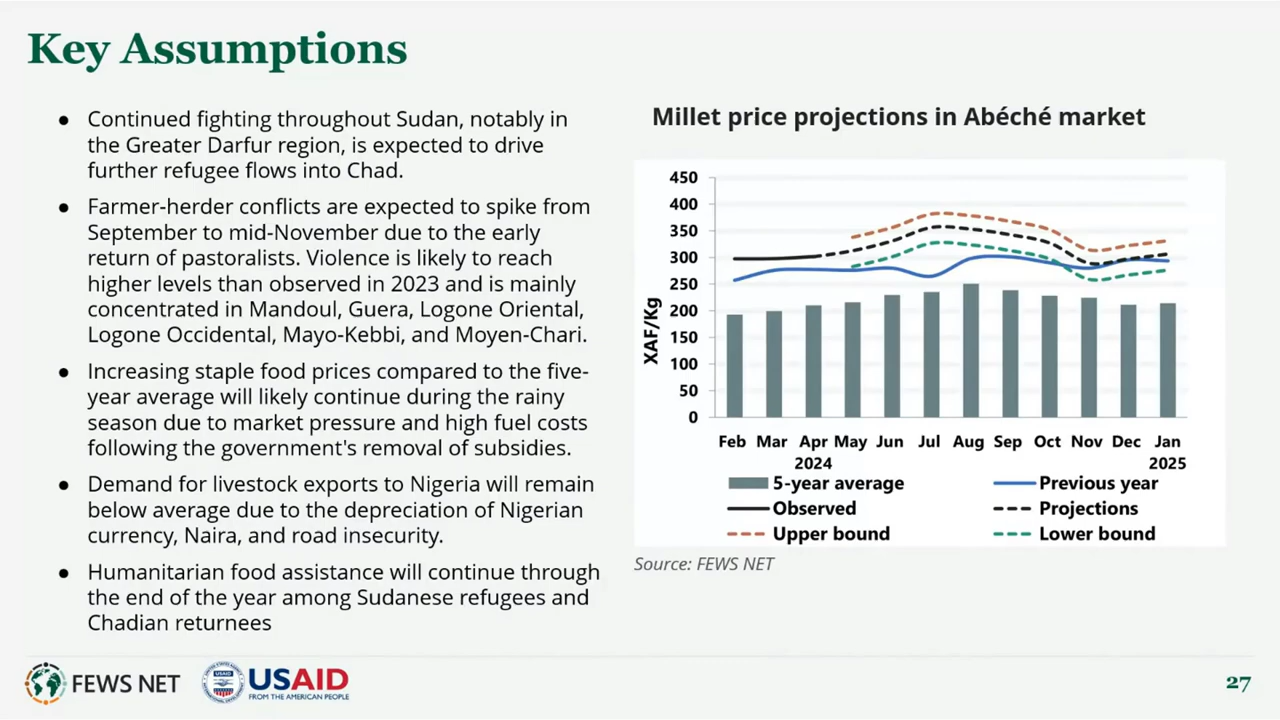 Key Assumptions
● Continued fighting throughout Sudan, notably in
the Greater Darfur region, is expected to drive
further refugee flows into Chad.
● Farmer-herder conflicts are expected to spike from
September to mid-November due to the early
return of pastoralists. Violence is likely to reach
higher levels than observed in 2023 and is mainly
concentrated in Mandoul, Guera, Logone Oriental,
Logone Occidental, Mayo-Kebbi, and Moyen-Chari.
● Increasing staple food prices compared to the five-
year average will likely continue during the rainy
season due to market pressure and high fuel costs
following the government's removal of subsidies.
● Demand for livestock exports to Nigeria will remain
below average due to the depreciation of Nigerian
currency, Naira, and road insecurity.
● Humanitarian food assistance will continue through
the end of the year among Sudanese refugees and
Chadian returnees
Millet price projections in Abéché market
XAF/Kg
450
400
350
300
250
200
150
100
50
0
Feb Mar Apr May Jun Jul Aug Sep Oct Nov Dec Jan
2024 2025
5-year average Previous year
Observed Projections
Upper bound Lower bound
Source: FEWS NET
FEWS NET
USAID
USAID
FROM THE AMERICAN PEOPLE
27